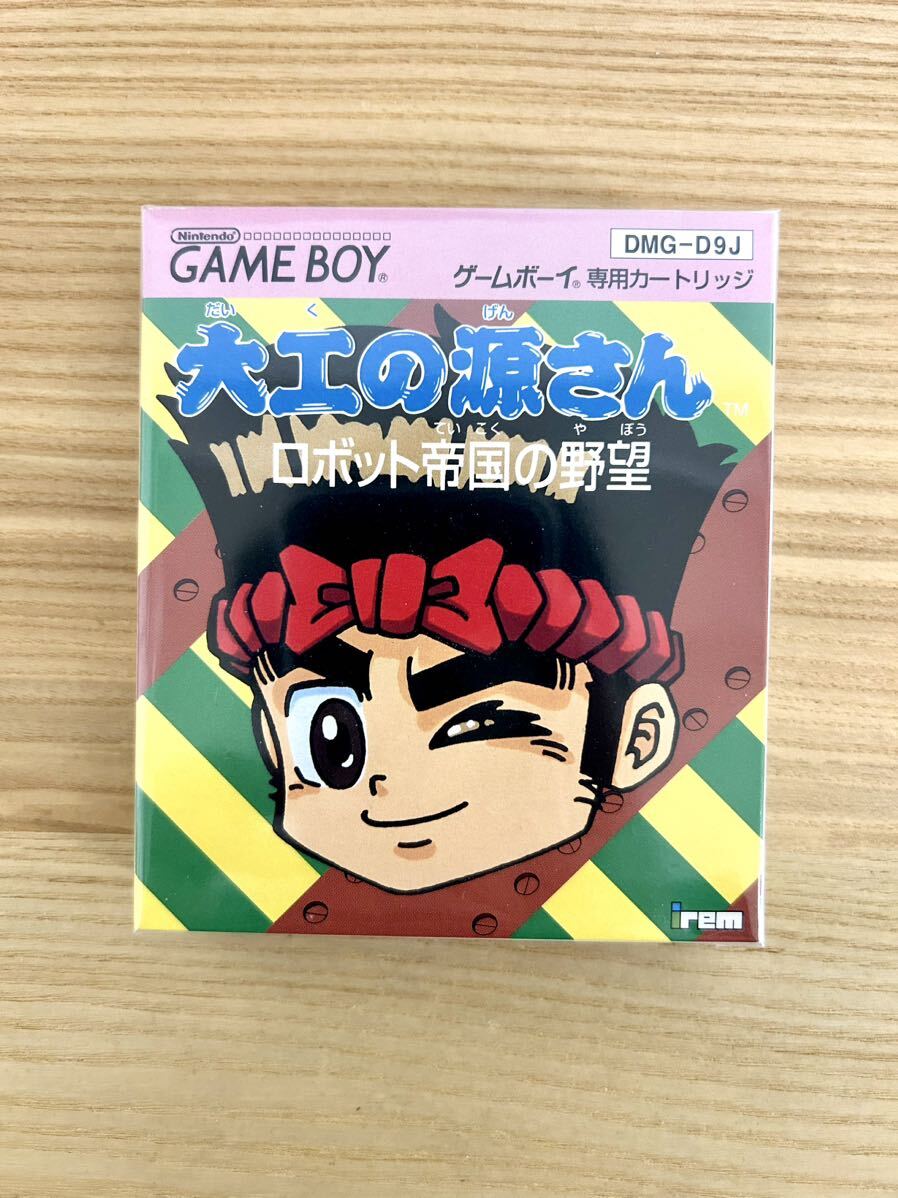 Nintendo
GAME BOY®
DMG-D9J
ゲームボーイ® 専用カートリッジ
だい く げん
大工の源さん™
てい こく や ぼう
ロボット帝国の野望
irem